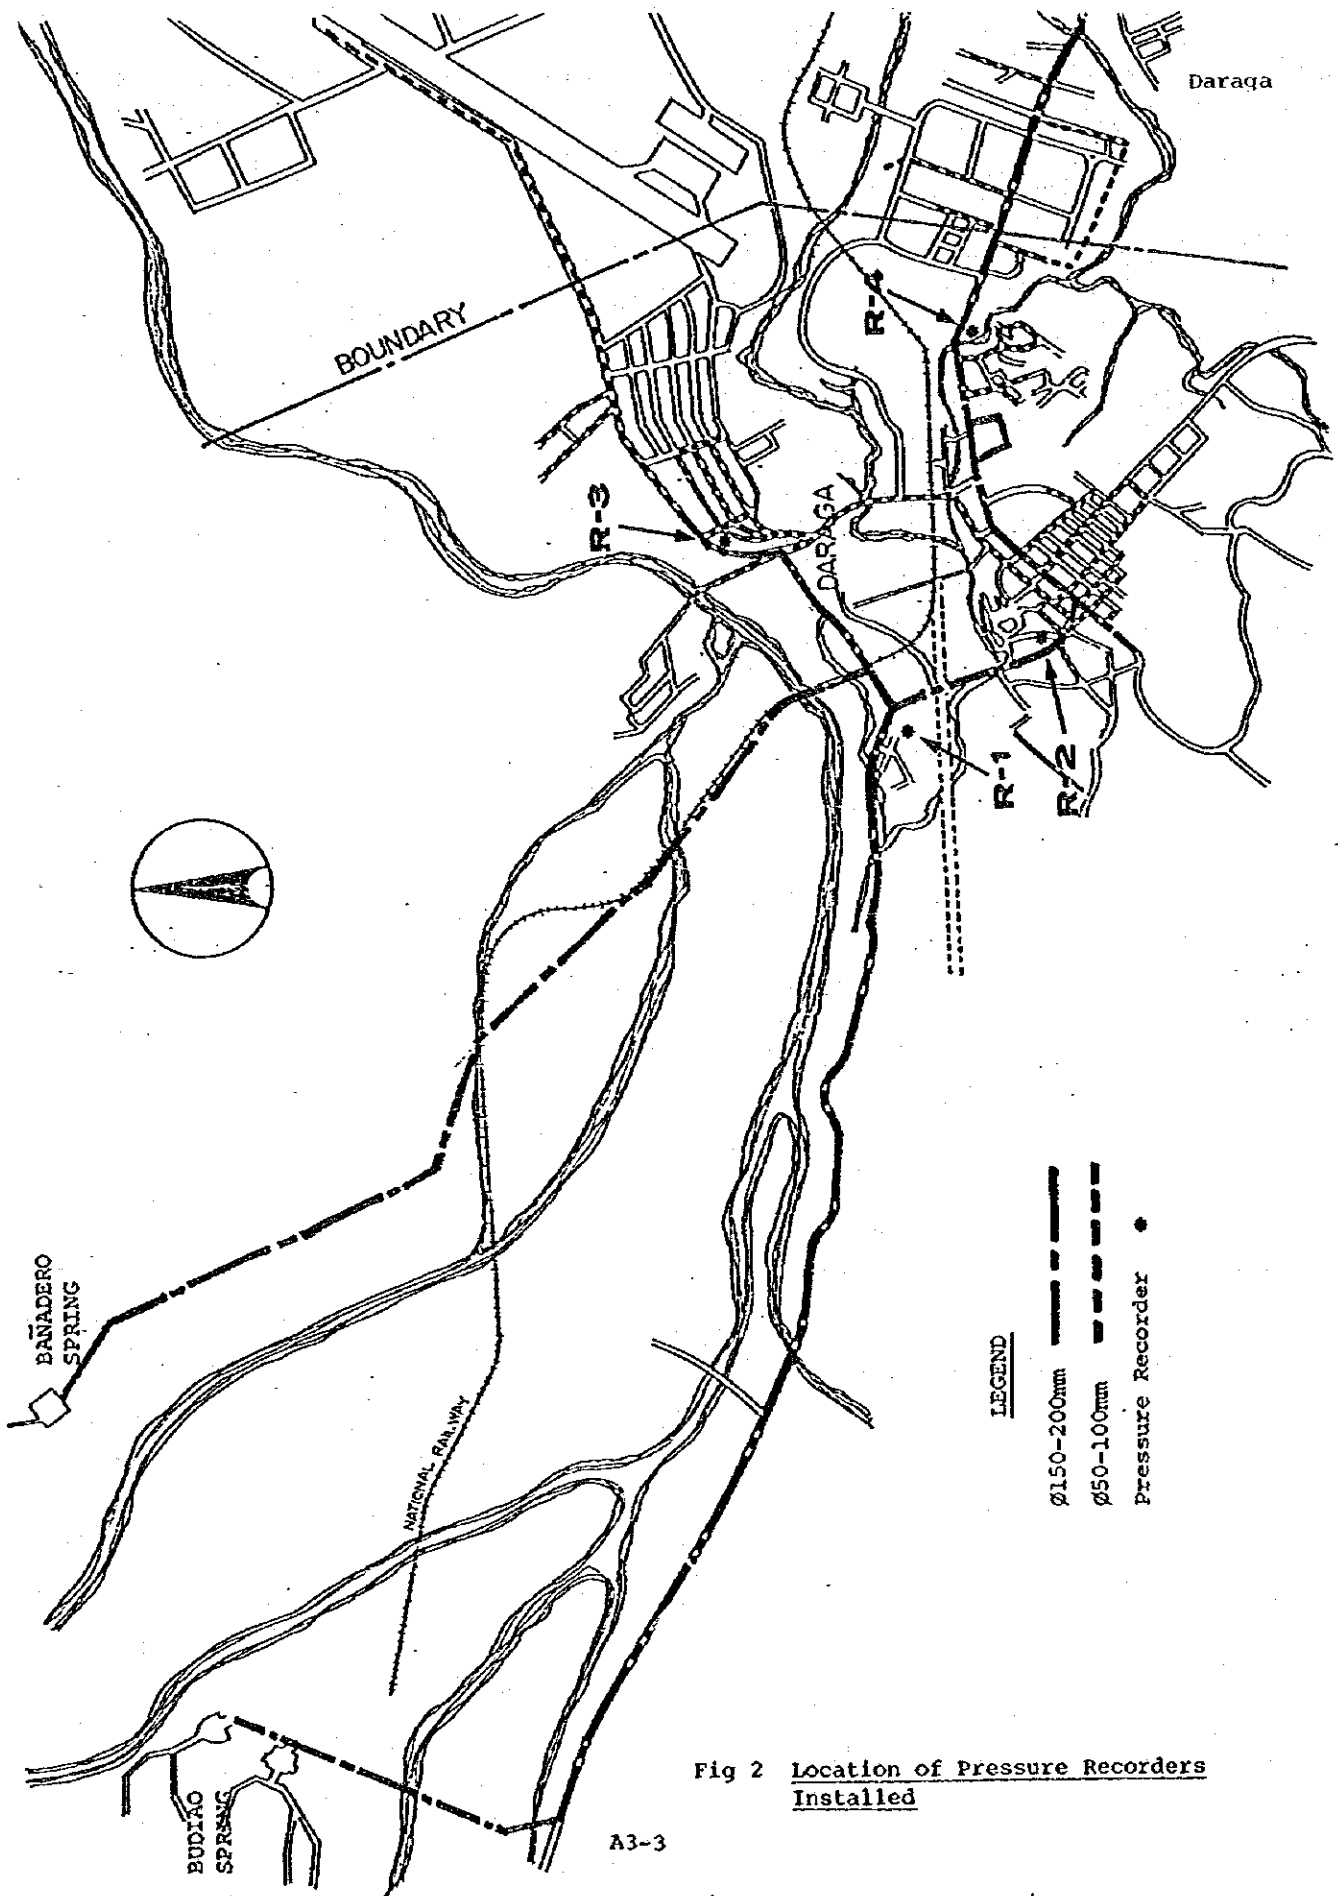 Daraga
BOUNDARY
R-4
R-3
DARAGA
R-1
R-2
BAÑADERO
SPRING
NATIONAL RAILWAY
BUDIAO
SPRING
LEGEND
Ø150-200mm
Ø50-100mm
Pressure Recorder *
Fig 2 Location of Pressure Recorders
Installed
A3-3